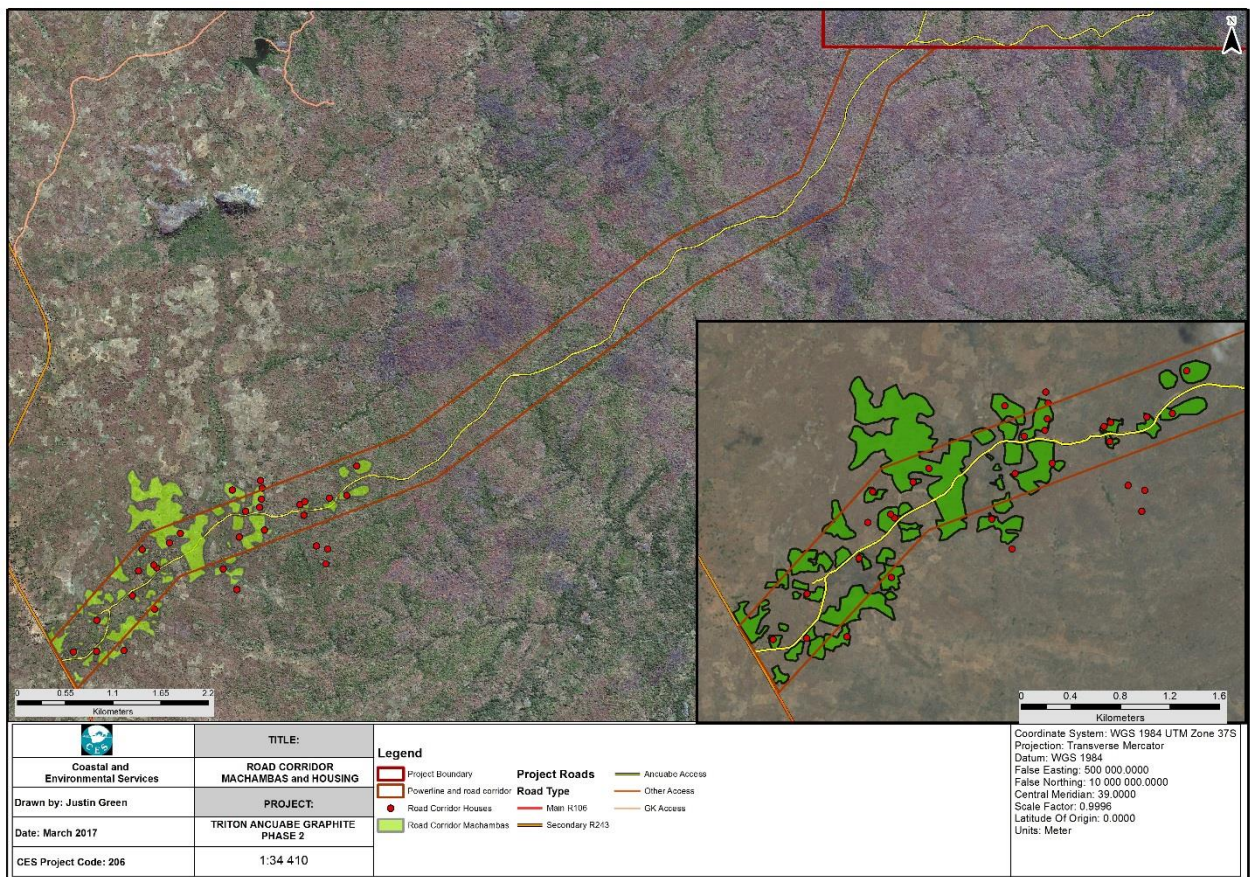 N
0 0.55 1.1 1.65 2.2
Kilometers
0 0.4 0.8 1.2 1.6
Kilometers
CES
Coastal and
Environmental Services
Drawn by: Justin Green
Date: March 2017
CES Project Code: 206
TITLE:
ROAD CORRIDOR
MACHAMBAS and HOUSING
PROJECT:
TRITON ANCUABE GRAPHITE
PHASE 2
1:34 410
Legend
Project Boundary
Powerline and road corridor
Road Corridor Houses
Road Corridor Machambas
Project Roads
Road Type
Main R106
Secondary R243
Ancuabe Access
Other Access
GK Access
Coordinate System: WGS 1984 UTM Zone 37S
Projection: Transverse Mercator
Datum: WGS 1984
False Easting: 500 000.0000
False Northing: 10 000 000.0000
Central Meridian: 39.0000
Scale Factor: 0.9996
Latitude Of Origin: 0.0000
Units: Meter